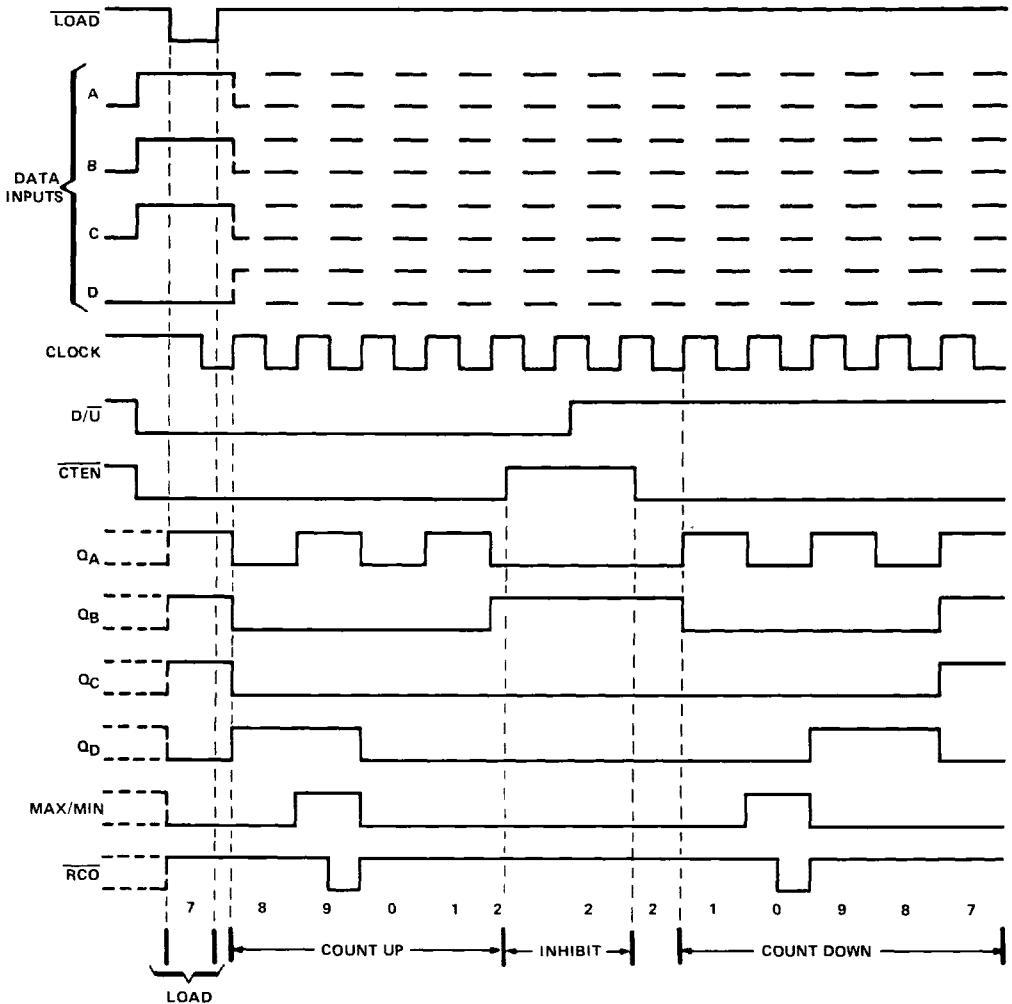 LOAD
A
B
DATA
INPUTS
C
D
CLOCK
D/U
CTEN
QA
QB
QC
QD
MAX/MIN
RCO
7 8 9 0 1 2 2 2 1 0 9 8 7
COUNT UP INHIBIT COUNT DOWN
LOAD